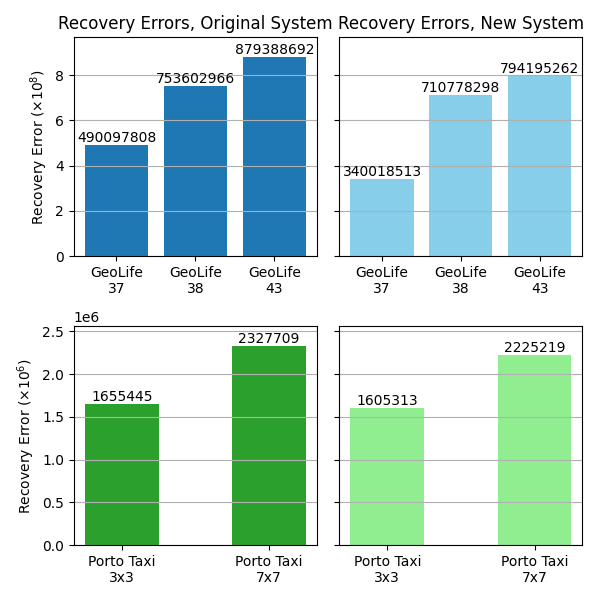 Recovery Errors, Original System
Recovery Errors, New System
Recovery Error (×10⁸)
8
6
4
2
0
490097808
753602966
879388692
GeoLife
37
GeoLife
38
GeoLife
43
340018513
710778298
794195262
GeoLife
37
GeoLife
38
GeoLife
43
Recovery Error (×10⁶)
1e6
2.5
2.0
1.5
1.0
0.5
0.0
1655445
2327709
Porto Taxi
3x3
Porto Taxi
7x7
1605313
2225219
Porto Taxi
3x3
Porto Taxi
7x7